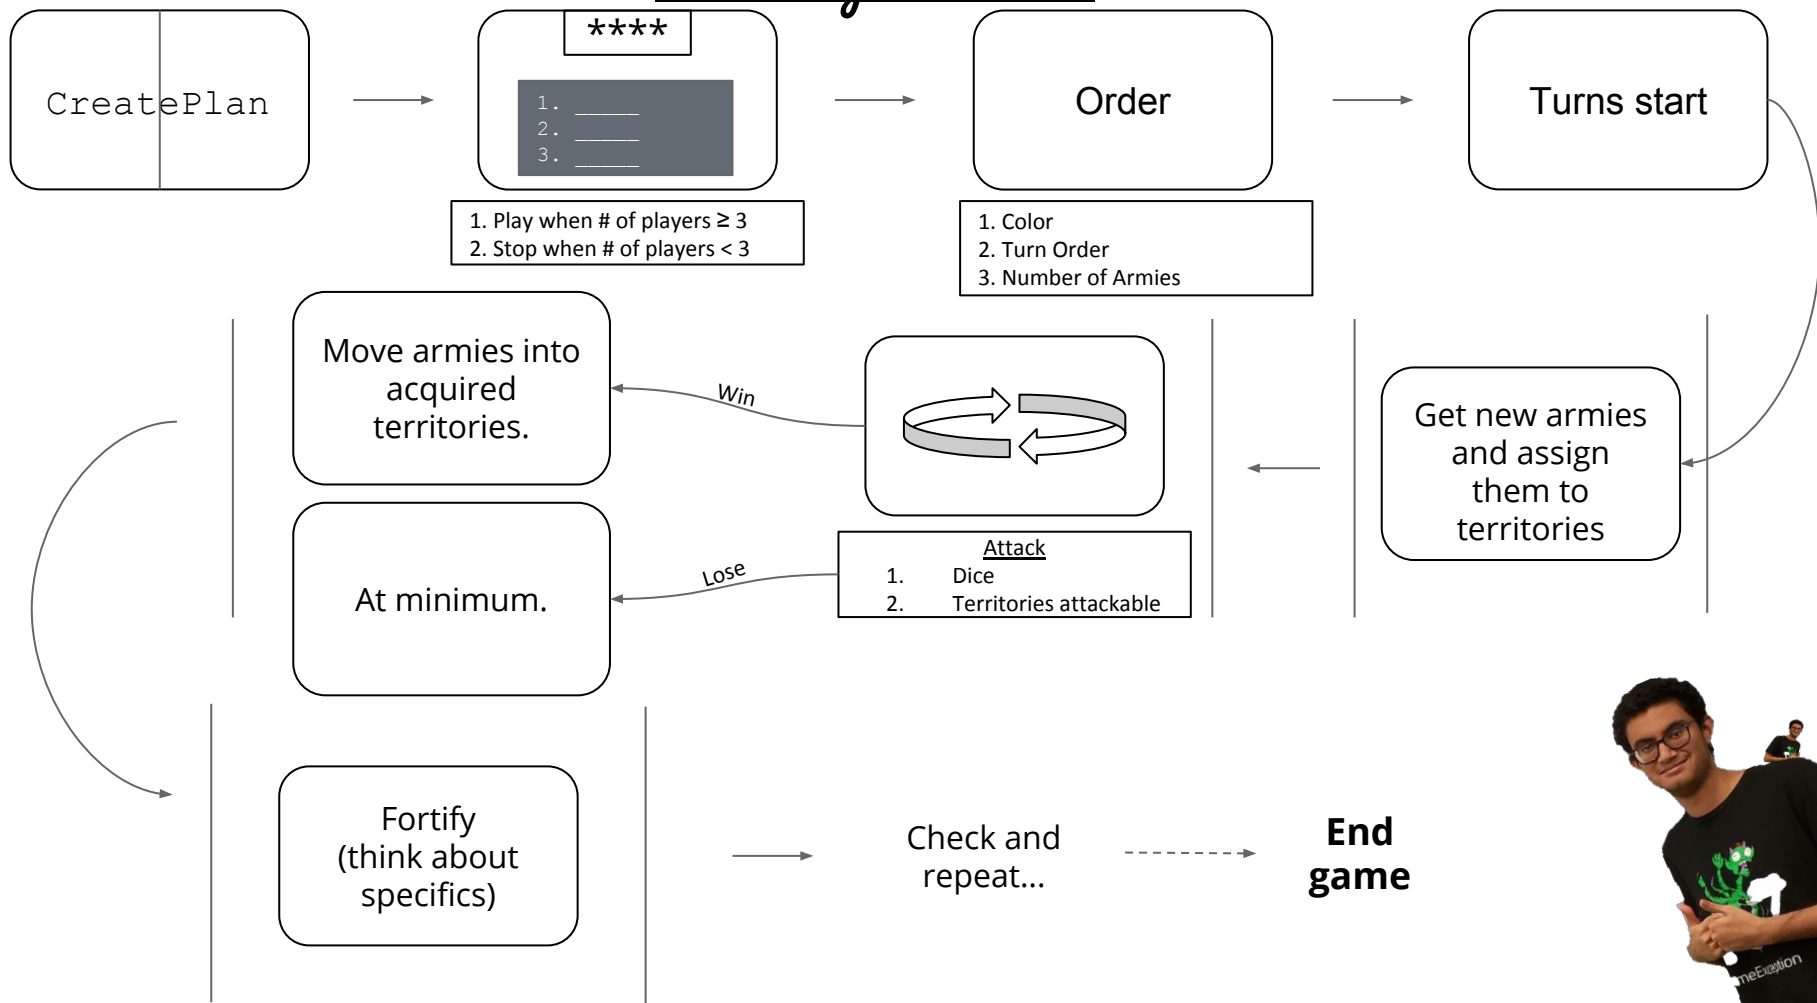 CreatePlan
****
1. _____
2. _____
3. _____
Order
Turns start
1. Play when # of players ≥ 3
2. Stop when # of players < 3
1. Color
2. Turn Order
3. Number of Armies
Move armies into
acquired
territories.
Win
Get new armies
and assign
them to
territories
Attack
1. Dice
2. Territories attackable
Lose
At minimum.
Fortify
(think about
specifics)
Check and
repeat...
End
game